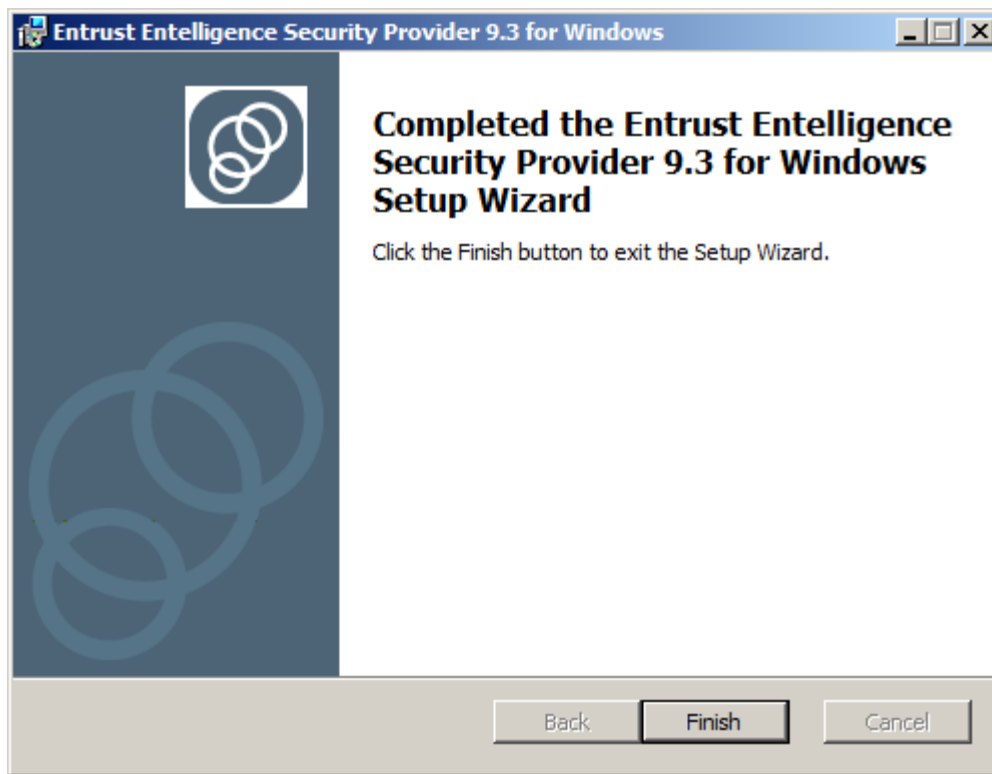 Entrust Entelligence Security Provider 9.3 for Windows
Completed the Entrust Entelligence
Security Provider 9.3 for Windows
Setup Wizard
Click the Finish button to exit the Setup Wizard.
Back
Finish
Cancel